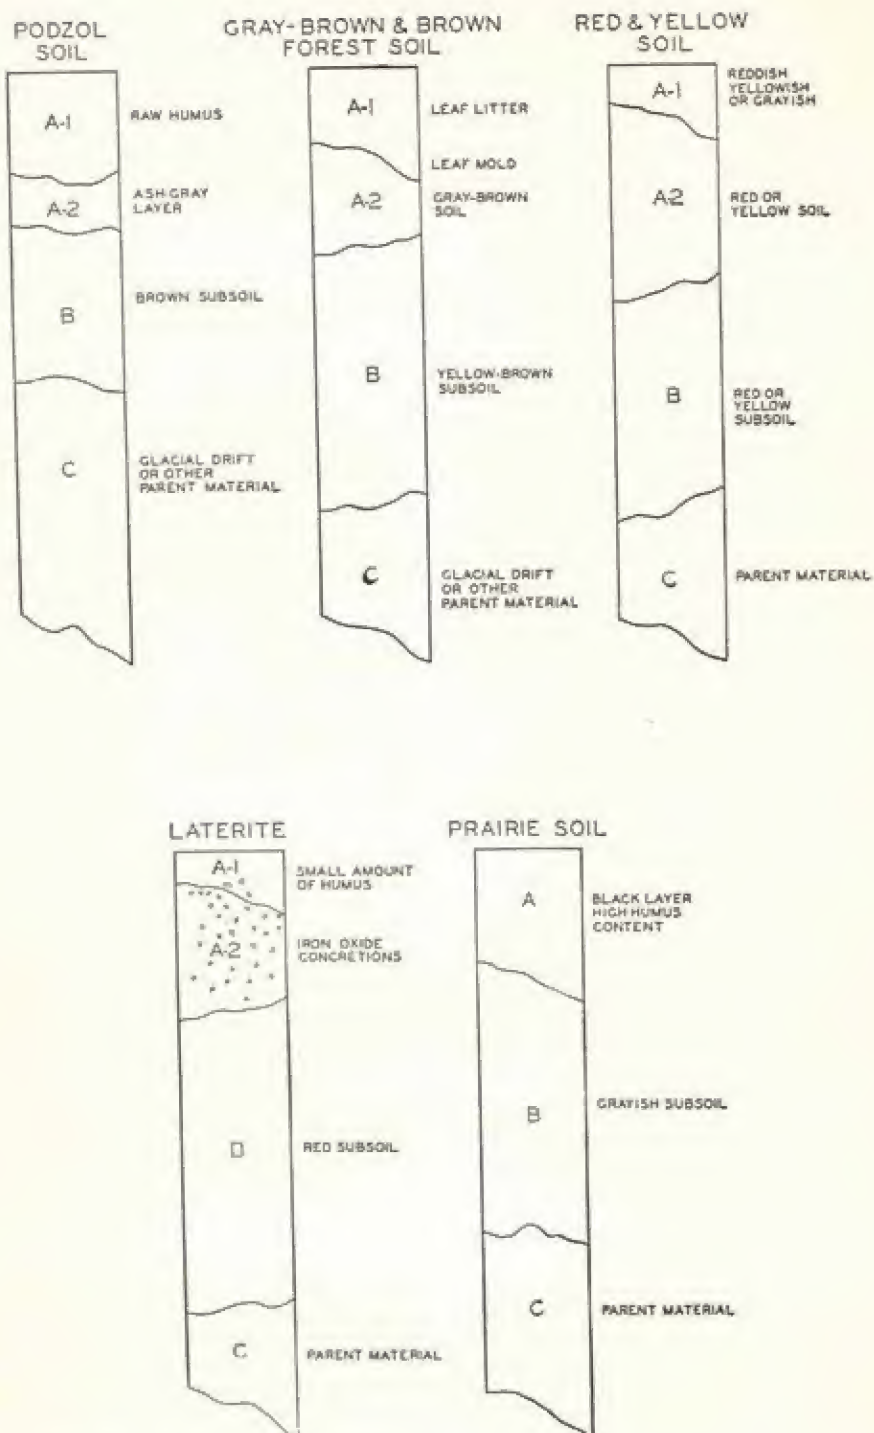 PODZOL
SOIL
A-1
RAW HUMUS
A-2
ASH-GRAY
LAYER
B
BROWN SUBSOIL
C
GLACIAL DRIFT
OR OTHER
PARENT MATERIAL
GRAY-BROWN & BROWN
FOREST SOIL
A-1
LEAF LITTER
LEAF MOLD
A-2
GRAY-BROWN
SOIL
B
YELLOW-BROWN
SUBSOIL
C
GLACIAL DRIFT
OR OTHER
PARENT MATERIAL
RED & YELLOW
SOIL
A-1
REDDISH
YELLOWISH
OR GRAYISH
A-2
RED OR
YELLOW SOIL
B
RED OR
YELLOW
SUBSOIL
C
PARENT MATERIAL
LATERITE
A-1
SMALL AMOUNT
OF HUMUS
A-2
IRON OXIDE
CONCRETIONS
B
RED SUBSOIL
C
PARENT MATERIAL
PRAIRIE SOIL
A
BLACK LAYER
HIGH HUMUS
CONTENT
B
GRAYISH SUBSOIL
C
PARENT MATERIAL